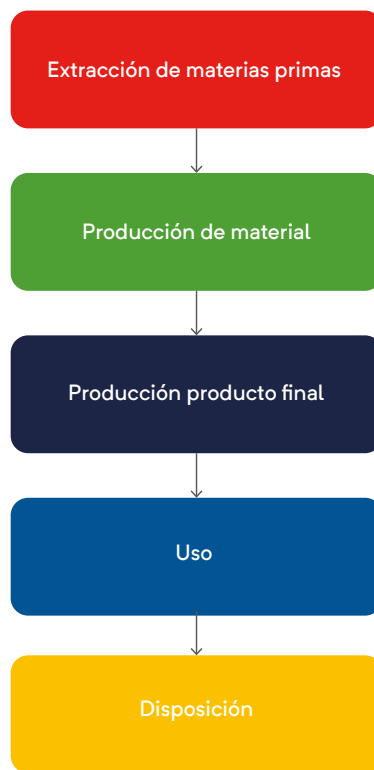 Extracción de materias primas
Producción de material
Producción producto final
Uso
Disposición